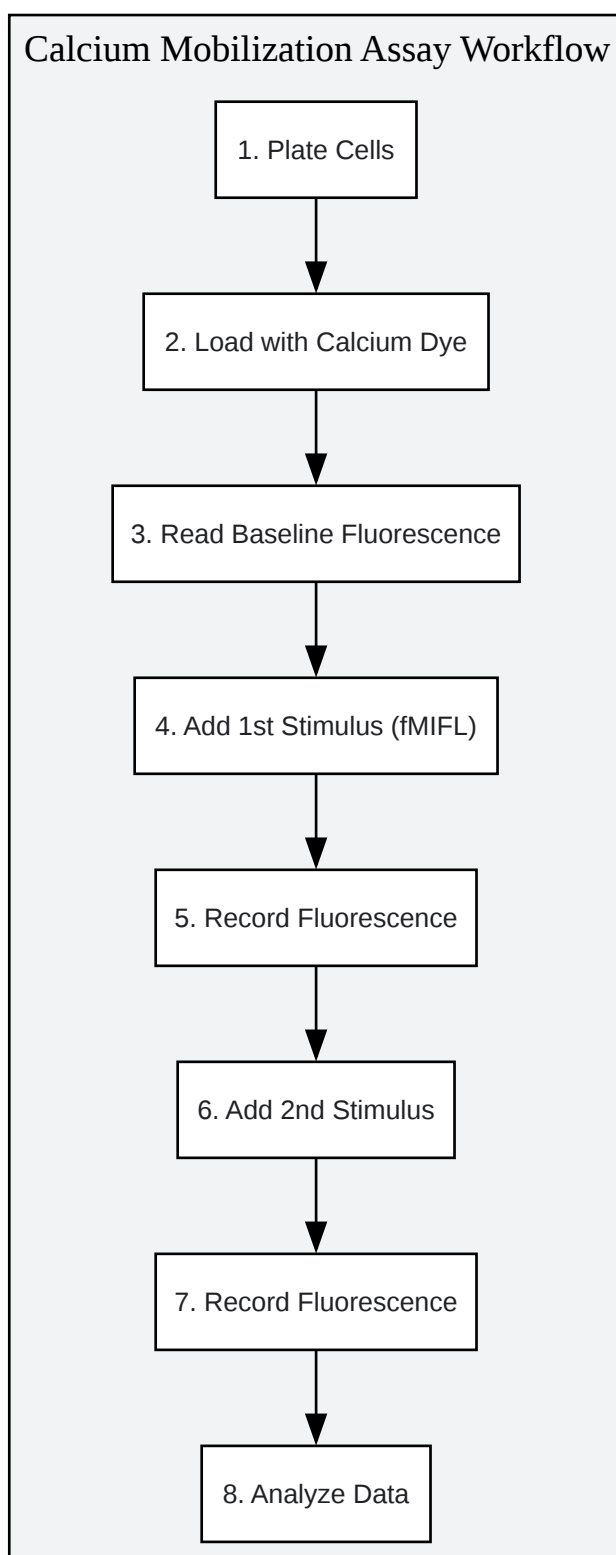 Calcium Mobilization Assay Workflow
1. Plate Cells
2. Load with Calcium Dye
3. Read Baseline Fluorescence
4. Add 1st Stimulus (fMIFL)
5. Record Fluorescence
6. Add 2nd Stimulus
7. Record Fluorescence
8. Analyze Data